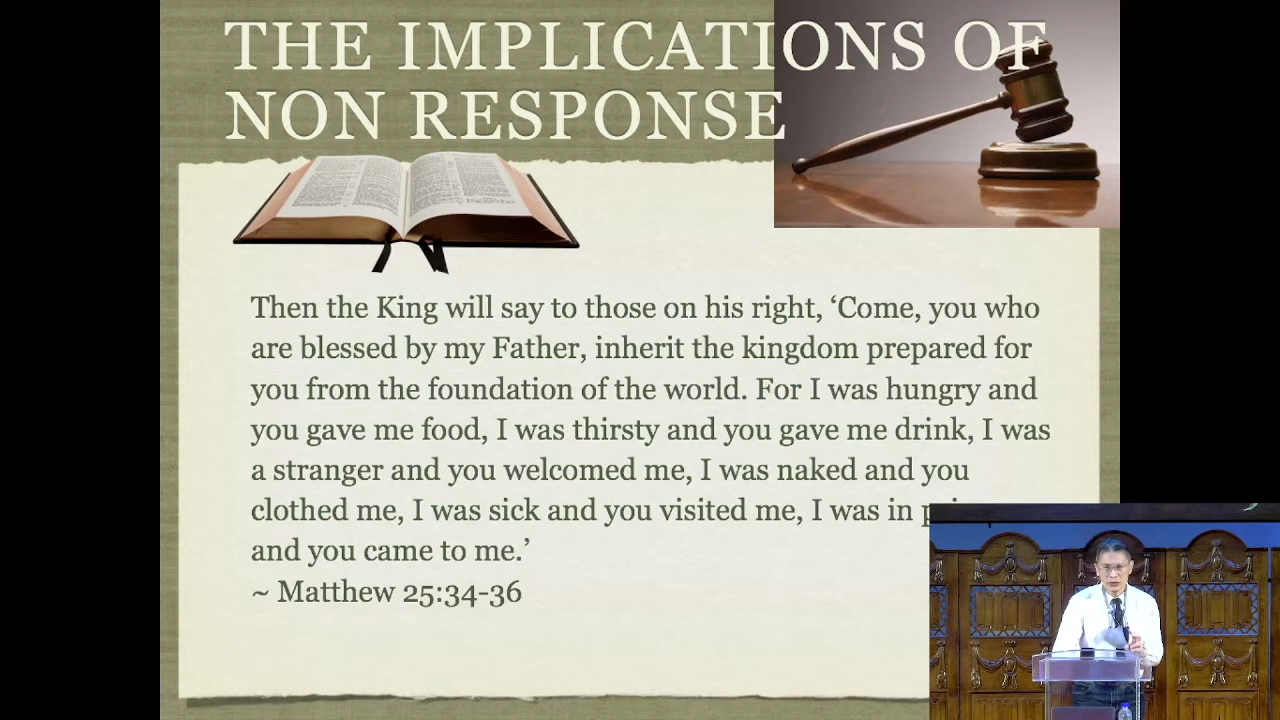 THE IMPLICATIONS OF
NON RESPONSE
Then the King will say to those on his right, ‘Come, you who
are blessed by my Father, inherit the kingdom prepared for
you from the foundation of the world. For I was hungry and
you gave me food, I was thirsty and you gave me drink, I was
a stranger and you welcomed me, I was naked and you
clothed me, I was sick and you visited me, I was in
and you came to me.’
~ Matthew 25:34-36